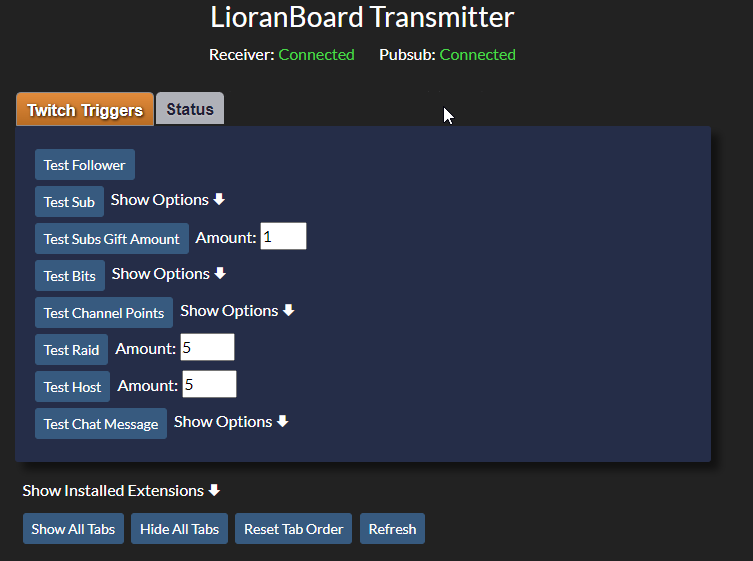 LioranBoard Transmitter
Receiver: Connected Pubsub: Connected
Twitch Triggers Status
Test Follower
Test Sub Show Options 🡇
Test Subs Gift Amount Amount: 1
Test Bits Show Options 🡇
Test Channel Points Show Options 🡇
Test Raid Amount: 5
Test Host Amount: 5
Test Chat Message Show Options 🡇
Show Installed Extensions 🡇
Show All Tabs Hide All Tabs Reset Tab Order Refresh